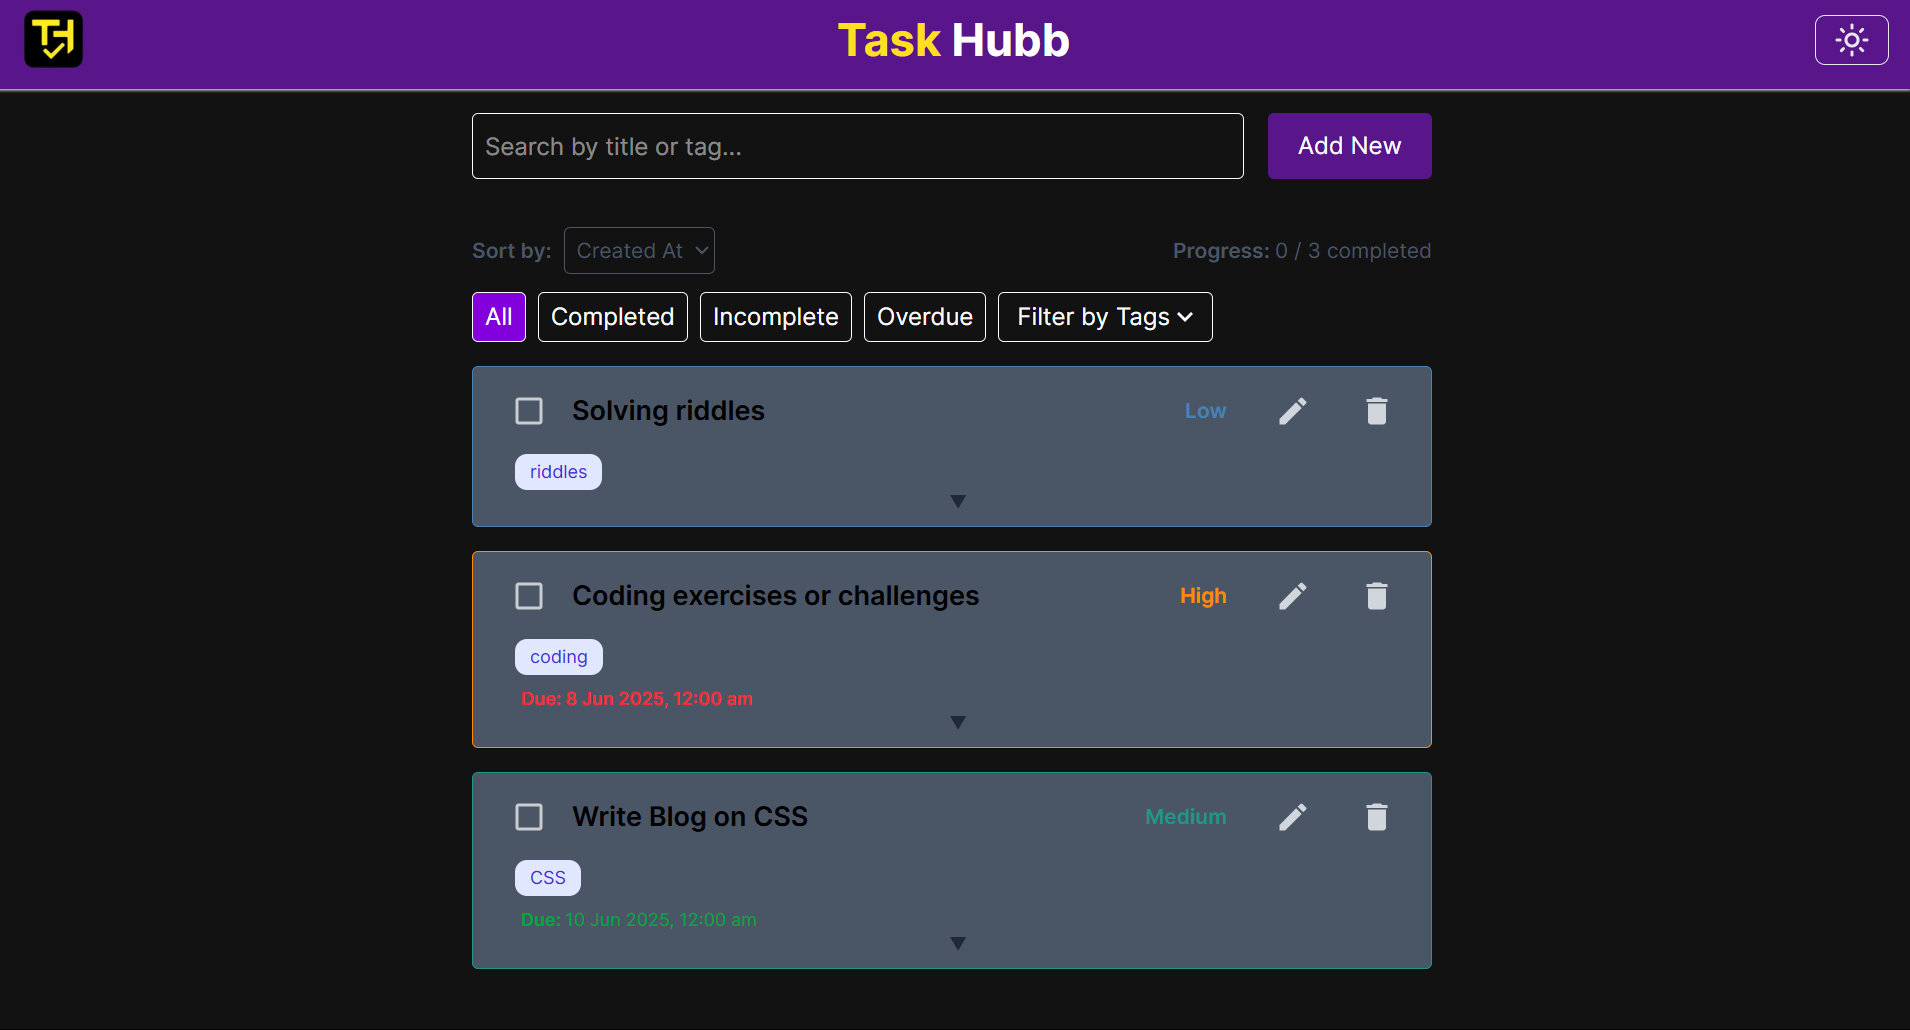 TH
Task Hubb
Search by title or tag...
Add New
Sort by: Created At
Progress: 0 / 3 completed
All
Completed
Incomplete
Overdue
Filter by Tags
Solving riddles
Low
riddles
Coding exercises or challenges
High
coding
Due: 8 Jun 2025, 12:00 am
Write Blog on CSS
Medium
CSS
Due: 10 Jun 2025, 12:00 am